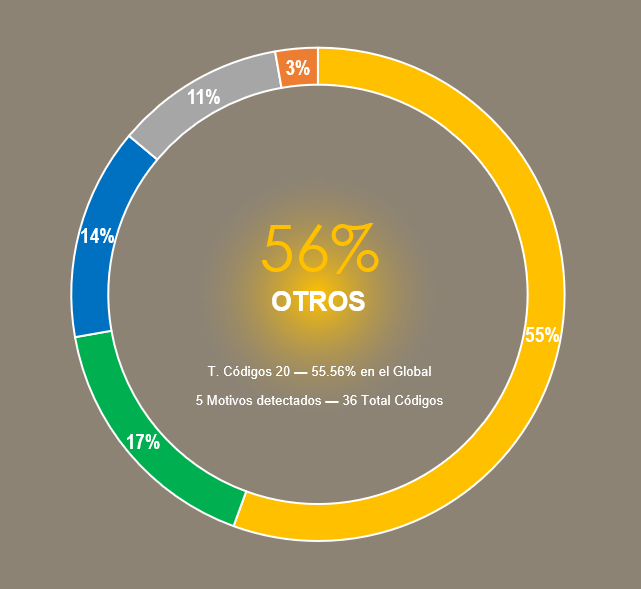 3%
11%
14%
56%
OTROS
55%
T. Códigos 20 — 55.56% en el Global
5 Motivos detectados — 36 Total Códigos
17%